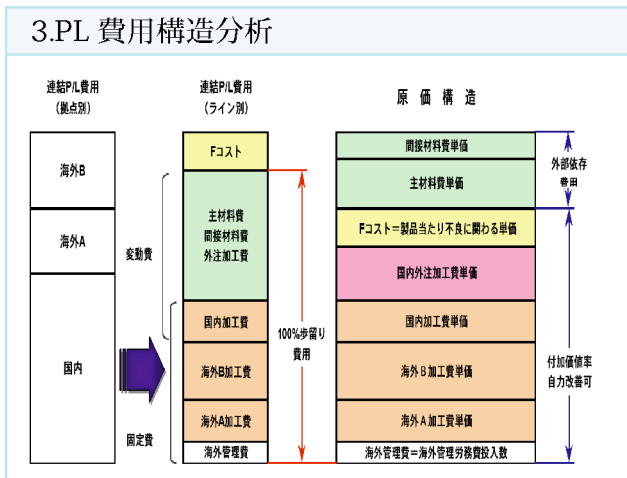 3.PL 費用構造分析
連結P/L費用
（拠点別）
海外B
海外A
国内
連結P/L費用
（ライン別）
Fコスト
主材料費
間接材料費
外注加工費
国内加工費
海外B加工費
海外A加工費
海外管理費
変動費
固定費
100%歩留り
費用
原価構造
間接材料費単価
主材料費単価
Fコスト＝製品当たり不良に関わる単価
国内外注加工費単価
国内加工費単価
海外Ｂ加工費単価
海外Ａ加工費単価
海外管理費＝海外管理労務費投入数
外部依存
費用
付加価値率
自力改善可